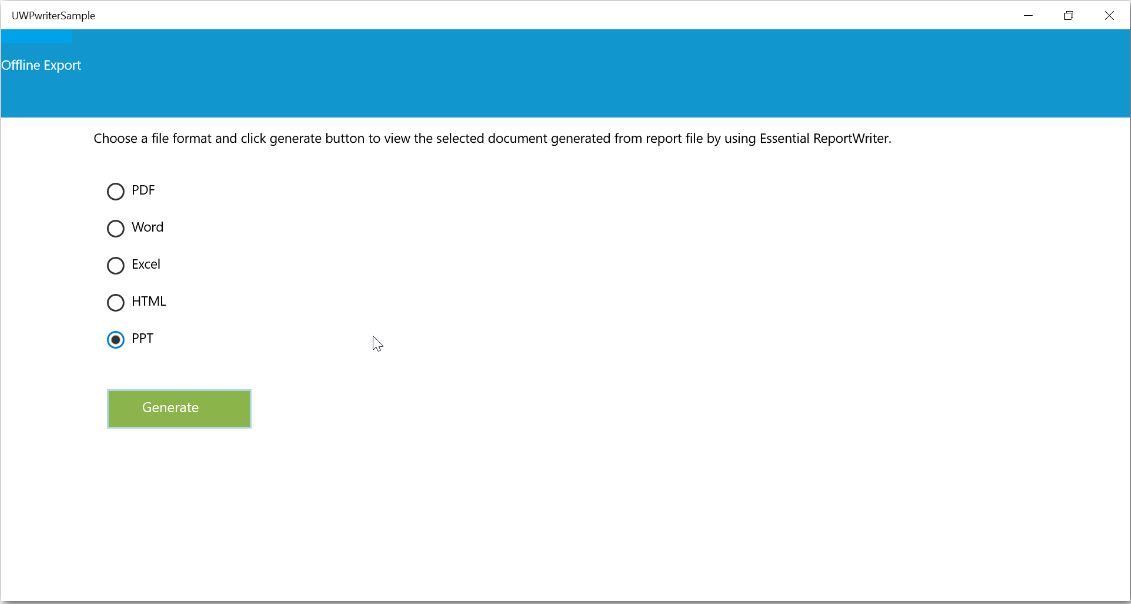 UWPwriterSample
Offline Export
Choose a file format and click generate button to view the selected document generated from report file by using Essential ReportWriter.
PDF
Word
Excel
HTML
PPT
Generate